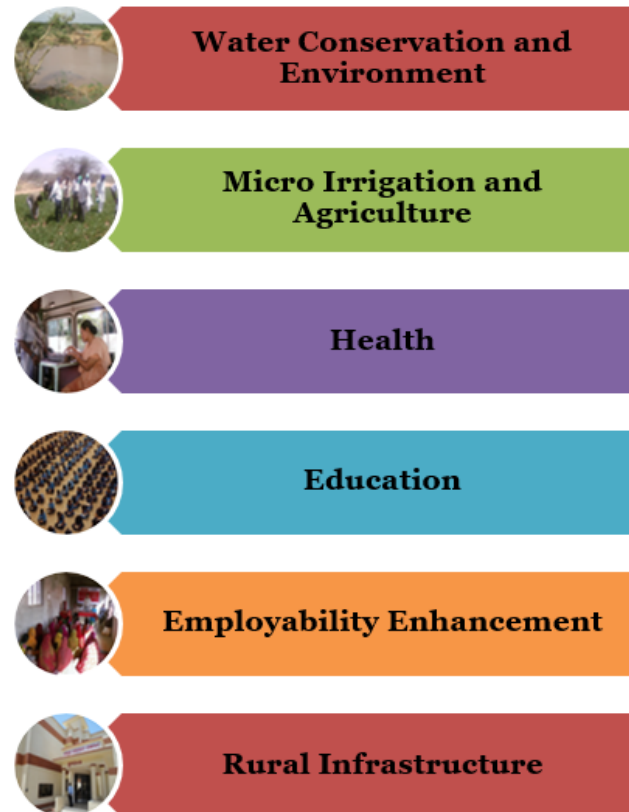 Water Conservation and
Environment
Micro Irrigation and
Agriculture
Health
Education
Employability Enhancement
Rural Infrastructure